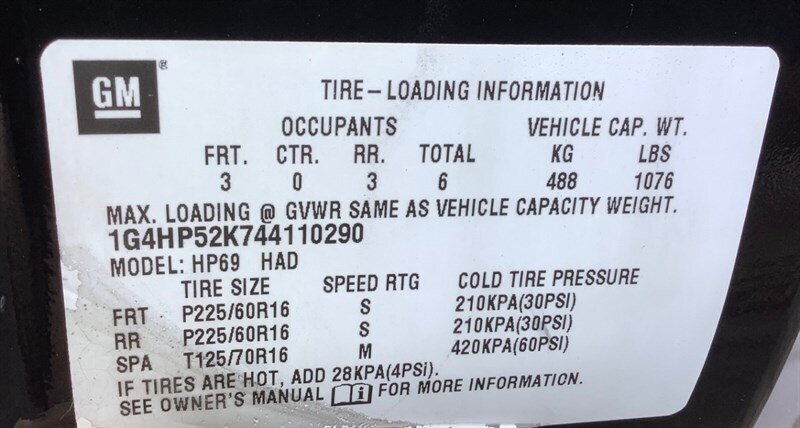 GM®
TIRE-LOADING INFORMATION
OCCUPANTS VEHICLE CAP. WT.
FRT. CTR. RR. TOTAL KG LBS
3 0 3 6 488 1076
MAX. LOADING @ GVWR SAME AS VEHICLE CAPACITY WEIGHT.
1G4HP52K744110290
MODEL: HP69 HAD
TIRE SIZE SPEED RTG COLD TIRE PRESSURE
FRT P225/60R16 S 210KPA(30PSI)
RR P225/60R16 S 210KPA(30PSI)
SPA T125/70R16 M 420KPA(60PSI)
IF TIRES ARE HOT, ADD 28KPA(4PSI).
SEE OWNER'S MANUAL i FOR MORE INFORMATION.